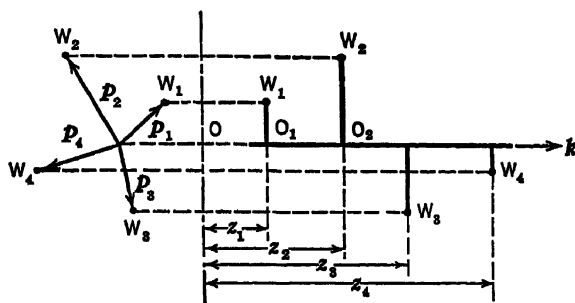 W₂ W₂
W₁ W₁
p₂
p₁ O O₁ O₂ k
p₄
W₄ W₄
p₃
W₃ W₃
z₁
z₂
z₃
z₄